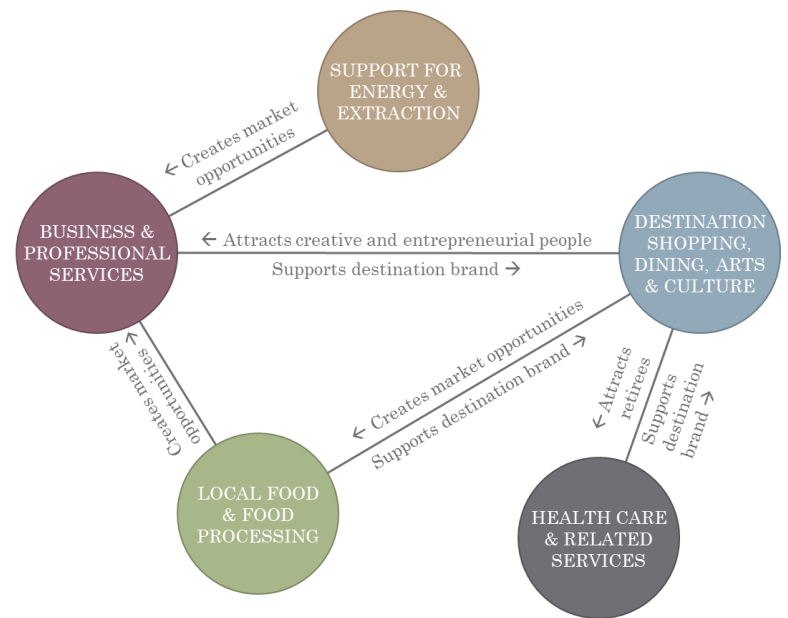 SUPPORT FOR
ENERGY &
EXTRACTION
← Creates market
opportunities
BUSINESS &
PROFESSIONAL
SERVICES
← Attracts creative and entrepreneurial people
Supports destination brand →
DESTINATION
SHOPPING,
DINING, ARTS
& CULTURE
Creates market →
opportunities
← Creates market opportunities
Supports destination brand →
← Attracts
retirees
Supports
destination
brand →
LOCAL FOOD
& FOOD
PROCESSING
HEALTH CARE
& RELATED
SERVICES